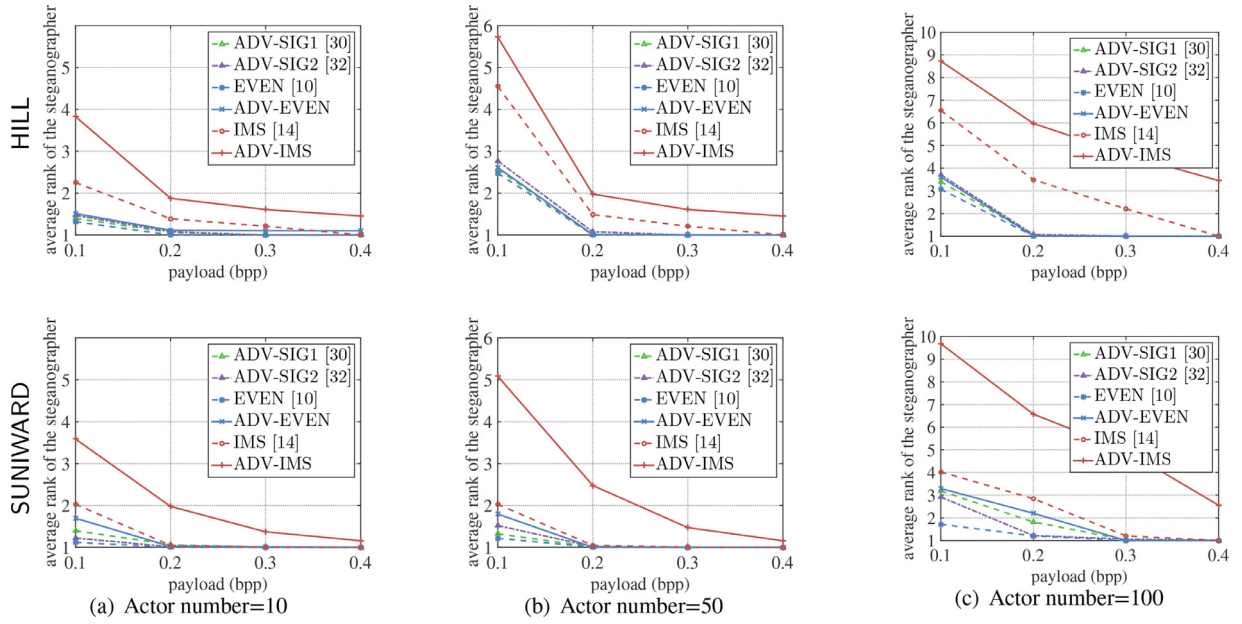 HILL
average rank of the steganographer
5
4
3
2
1
0.1 0.2 0.3 0.4
payload (bpp)
ADV-SIG1 [30]
ADV-SIG2 [32]
EVEN [10]
ADV-EVEN
IMS [14]
ADV-IMS
average rank of the steganographer
6
5
4
3
2
1
0.1 0.2 0.3 0.4
payload (bpp)
ADV-SIG1 [30]
ADV-SIG2 [32]
EVEN [10]
ADV-EVEN
IMS [14]
ADV-IMS
average rank of the steganographer
10
9
8
7
6
5
4
3
2
1
0.1 0.2 0.3 0.4
payload (bpp)
ADV-SIG1 [30]
ADV-SIG2 [32]
EVEN [10]
ADV-EVEN
IMS [14]
ADV-IMS
SUNIWARD
average rank of the steganographer
5
4
3
2
1
0.1 0.2 0.3 0.4
payload (bpp)
ADV-SIG1 [30]
ADV-SIG2 [32]
EVEN [10]
ADV-EVEN
IMS [14]
ADV-IMS
average rank of the steganographer
6
5
4
3
2
1
0.1 0.2 0.3 0.4
payload (bpp)
ADV-SIG1 [30]
ADV-SIG2 [32]
EVEN [10]
ADV-EVEN
IMS [14]
ADV-IMS
average rank of the steganographer
10
9
8
7
6
5
4
3
2
1
0.1 0.2 0.3 0.4
payload (bpp)
ADV-SIG1 [30]
ADV-SIG2 [32]
EVEN [10]
ADV-EVEN
IMS [14]
ADV-IMS
(a) Actor number=10
(b) Actor number=50
(c) Actor number=100